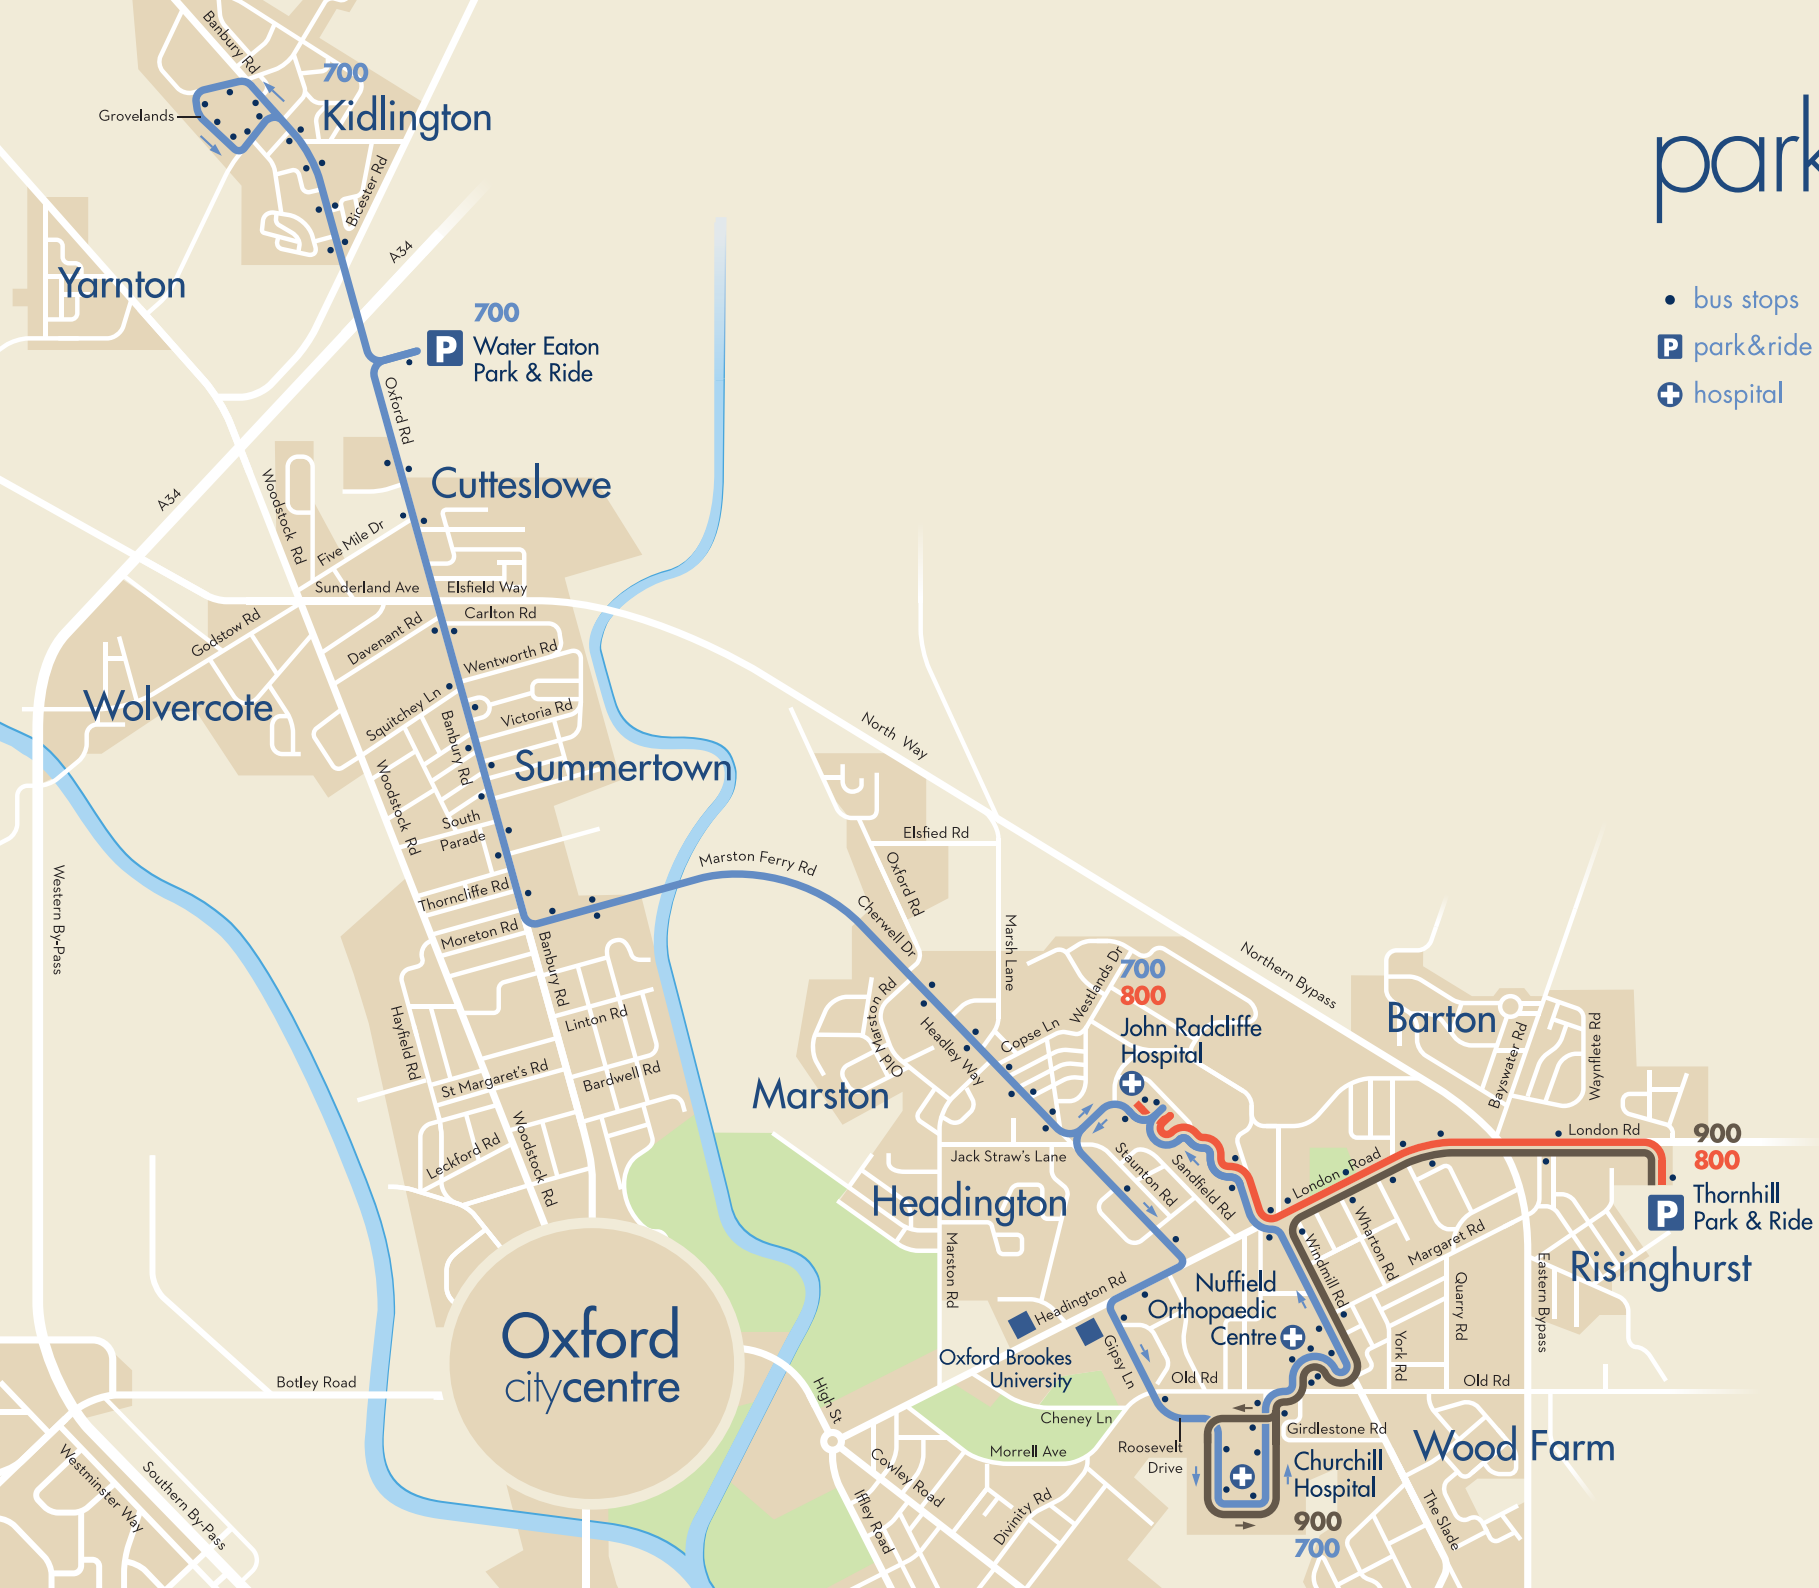 Banbury Rd
700
Kidlington
Grovelands
Bicester Rd
A34
Yarnton
700
P
Water Eaton
Park & Ride
Oxford Rd
park
bus stops
P park&ride
hospital
Cutteslowe
A34
Woodstock Rd
Five Mile Dr
Sunderland Ave
Elsfield Way
Carlton Rd
Godstow Rd
Davenant Rd
Wentworth Rd
Wolvercote
Squitchey Ln
Banbury Rd
Victoria Rd
Summertown
Woodstock Rd
South
Parade
North Way
Elsfied Rd
Marston Ferry Rd
Oxford Rd
Thorncliffe Rd
Moreton Rd
Western By-Pass
Banbury Rd
Cherwell Dr
Marsh Lane
Westlands Dr
700
800
John Radcliffe
Hospital
Northern Bypass
Barton
Bayswater Rd
Waynflete Rd
Old Marston Rd
Headley Way
Copse Ln
Hayfield Rd
Linton Rd
St Margaret's Rd
Bardwell Rd
Marston
Leckford Rd
Woodstock Rd
Jack Straw's Lane
Headington
Staunton Rd
Sandfield Rd
London Road
London Rd
900
800
P
Thornhill
Park & Ride
Risinghurst
Wharton Rd
Margaret Rd
Windmill Rd
Marston Rd
Headington Rd
Nuffield
Orthopaedic
Centre
Quarry Rd
Eastern Bypass
York Rd
Oxford
citycentre
Oxford Brookes
University
Gipsy Ln
Old Rd
Old Rd
Botley Road
High St
Cheney Ln
Morrell Ave
Roosevelt
Drive
Girdlestone Rd
Churchill
Hospital
Wood Farm
900
700
The Slade
Cowley Road
Iffley Road
Divinity Rd
Westminster Way
Southern By-Pass